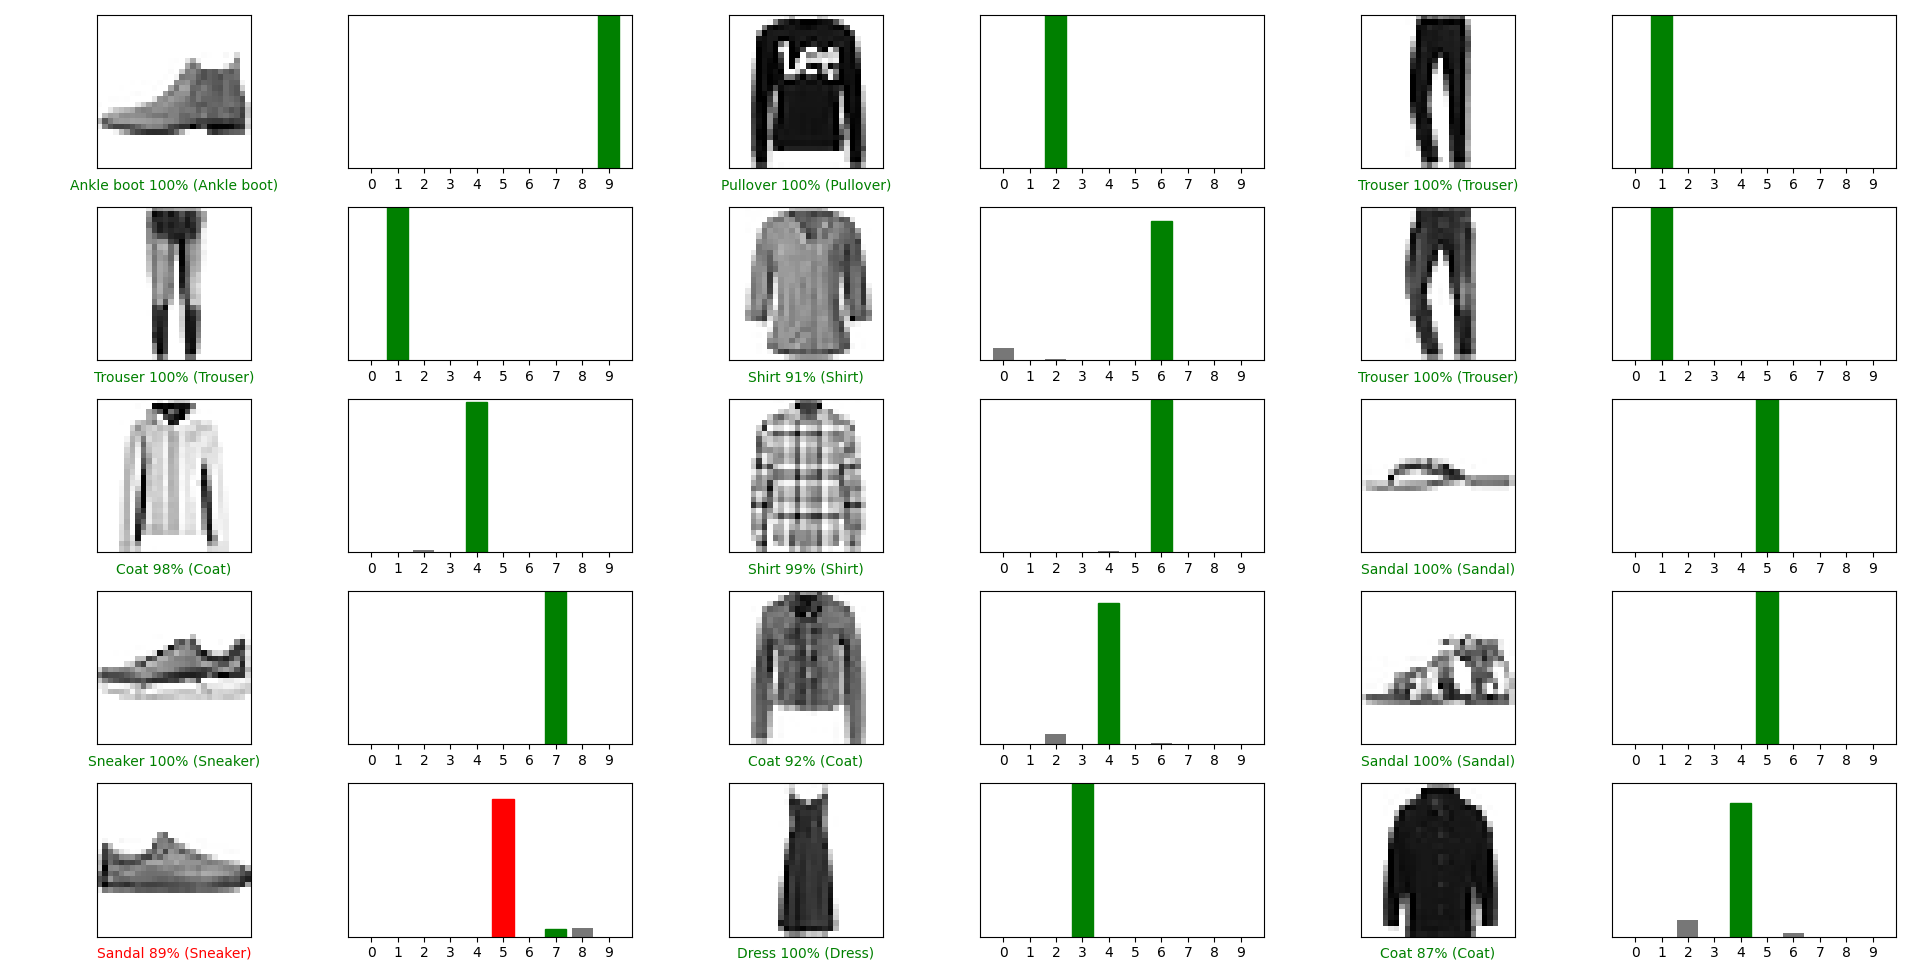 Lee
0 1 2 3 4 5 6 7 8 9 0 1 2 3 4 5 6 7 8 9 0 1 2 3 4 5 6 7 8 9
Ankle boot 100% (Ankle boot) Pullover 100% (Pullover) Trouser 100% (Trouser)
0 1 2 3 4 5 6 7 8 9 0 1 2 3 4 5 6 7 8 9 0 1 2 3 4 5 6 7 8 9
Trouser 100% (Trouser) Shirt 91% (Shirt) Trouser 100% (Trouser)
0 1 2 3 4 5 6 7 8 9 0 1 2 3 4 5 6 7 8 9 0 1 2 3 4 5 6 7 8 9
Coat 98% (Coat) Shirt 99% (Shirt) Sandal 100% (Sandal)
0 1 2 3 4 5 6 7 8 9 0 1 2 3 4 5 6 7 8 9 0 1 2 3 4 5 6 7 8 9
Sneaker 100% (Sneaker) Coat 92% (Coat) Sandal 100% (Sandal)
0 1 2 3 4 5 6 7 8 9 0 1 2 3 4 5 6 7 8 9 0 1 2 3 4 5 6 7 8 9
Sandal 89% (Sneaker) Dress 100% (Dress) Coat 87% (Coat)